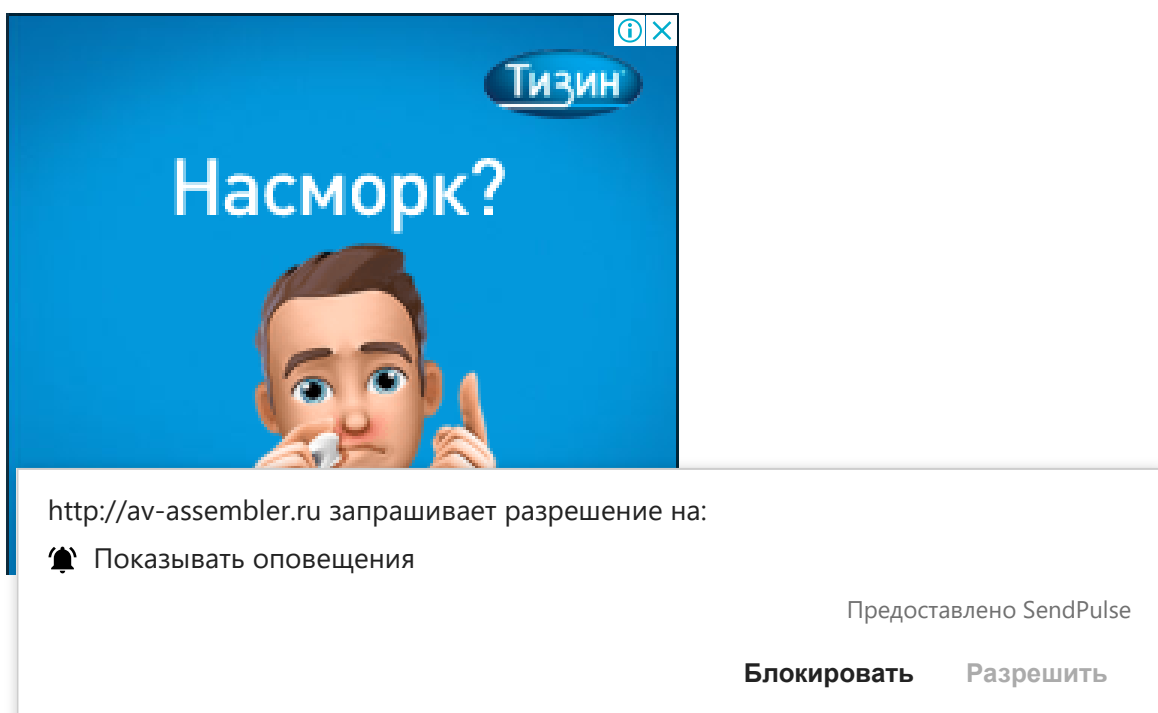 Тизин
Насморк?
http://av-assembler.ru запрашивает разрешение на:
Показывать оповещения
Предоставлено SendPulse
Блокировать Разрешить